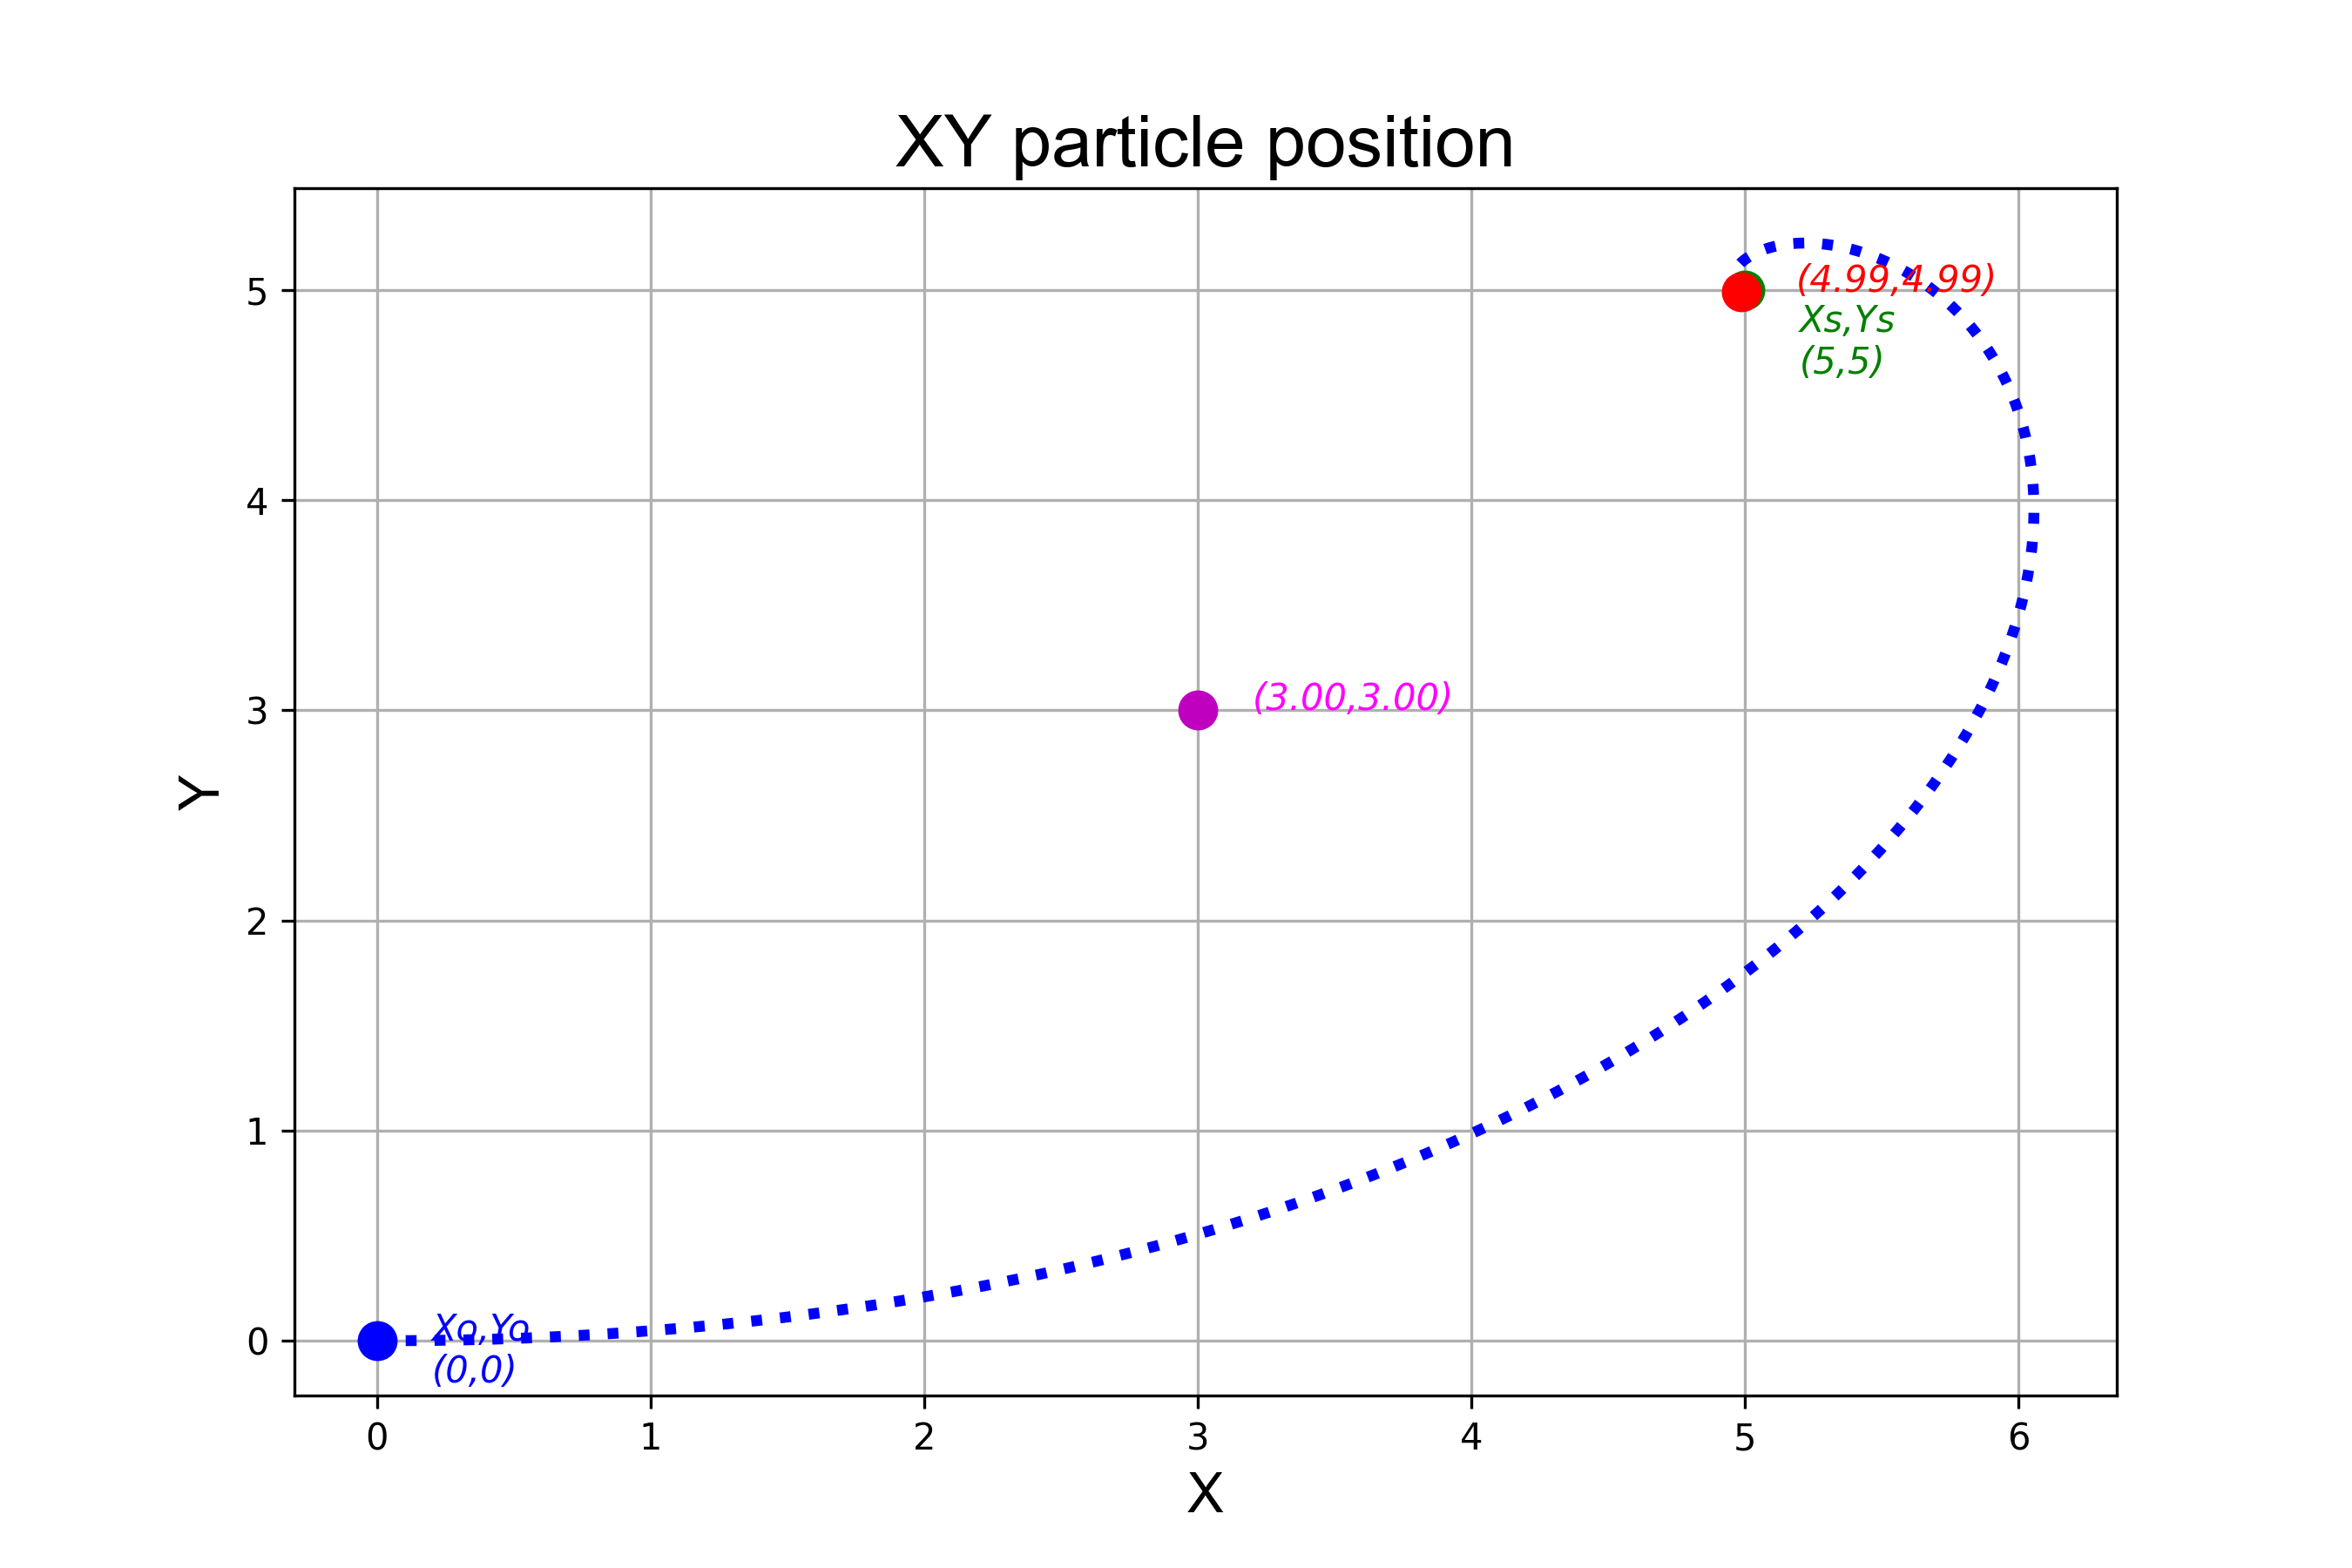 XY particle position
5
4
3
2
1
0
Y
(4.99,4.99)
Xs,Ys
(5,5)
(3.00,3.00)
Xo,Yo
(0,0)
0 1 2 3 4 5 6
X